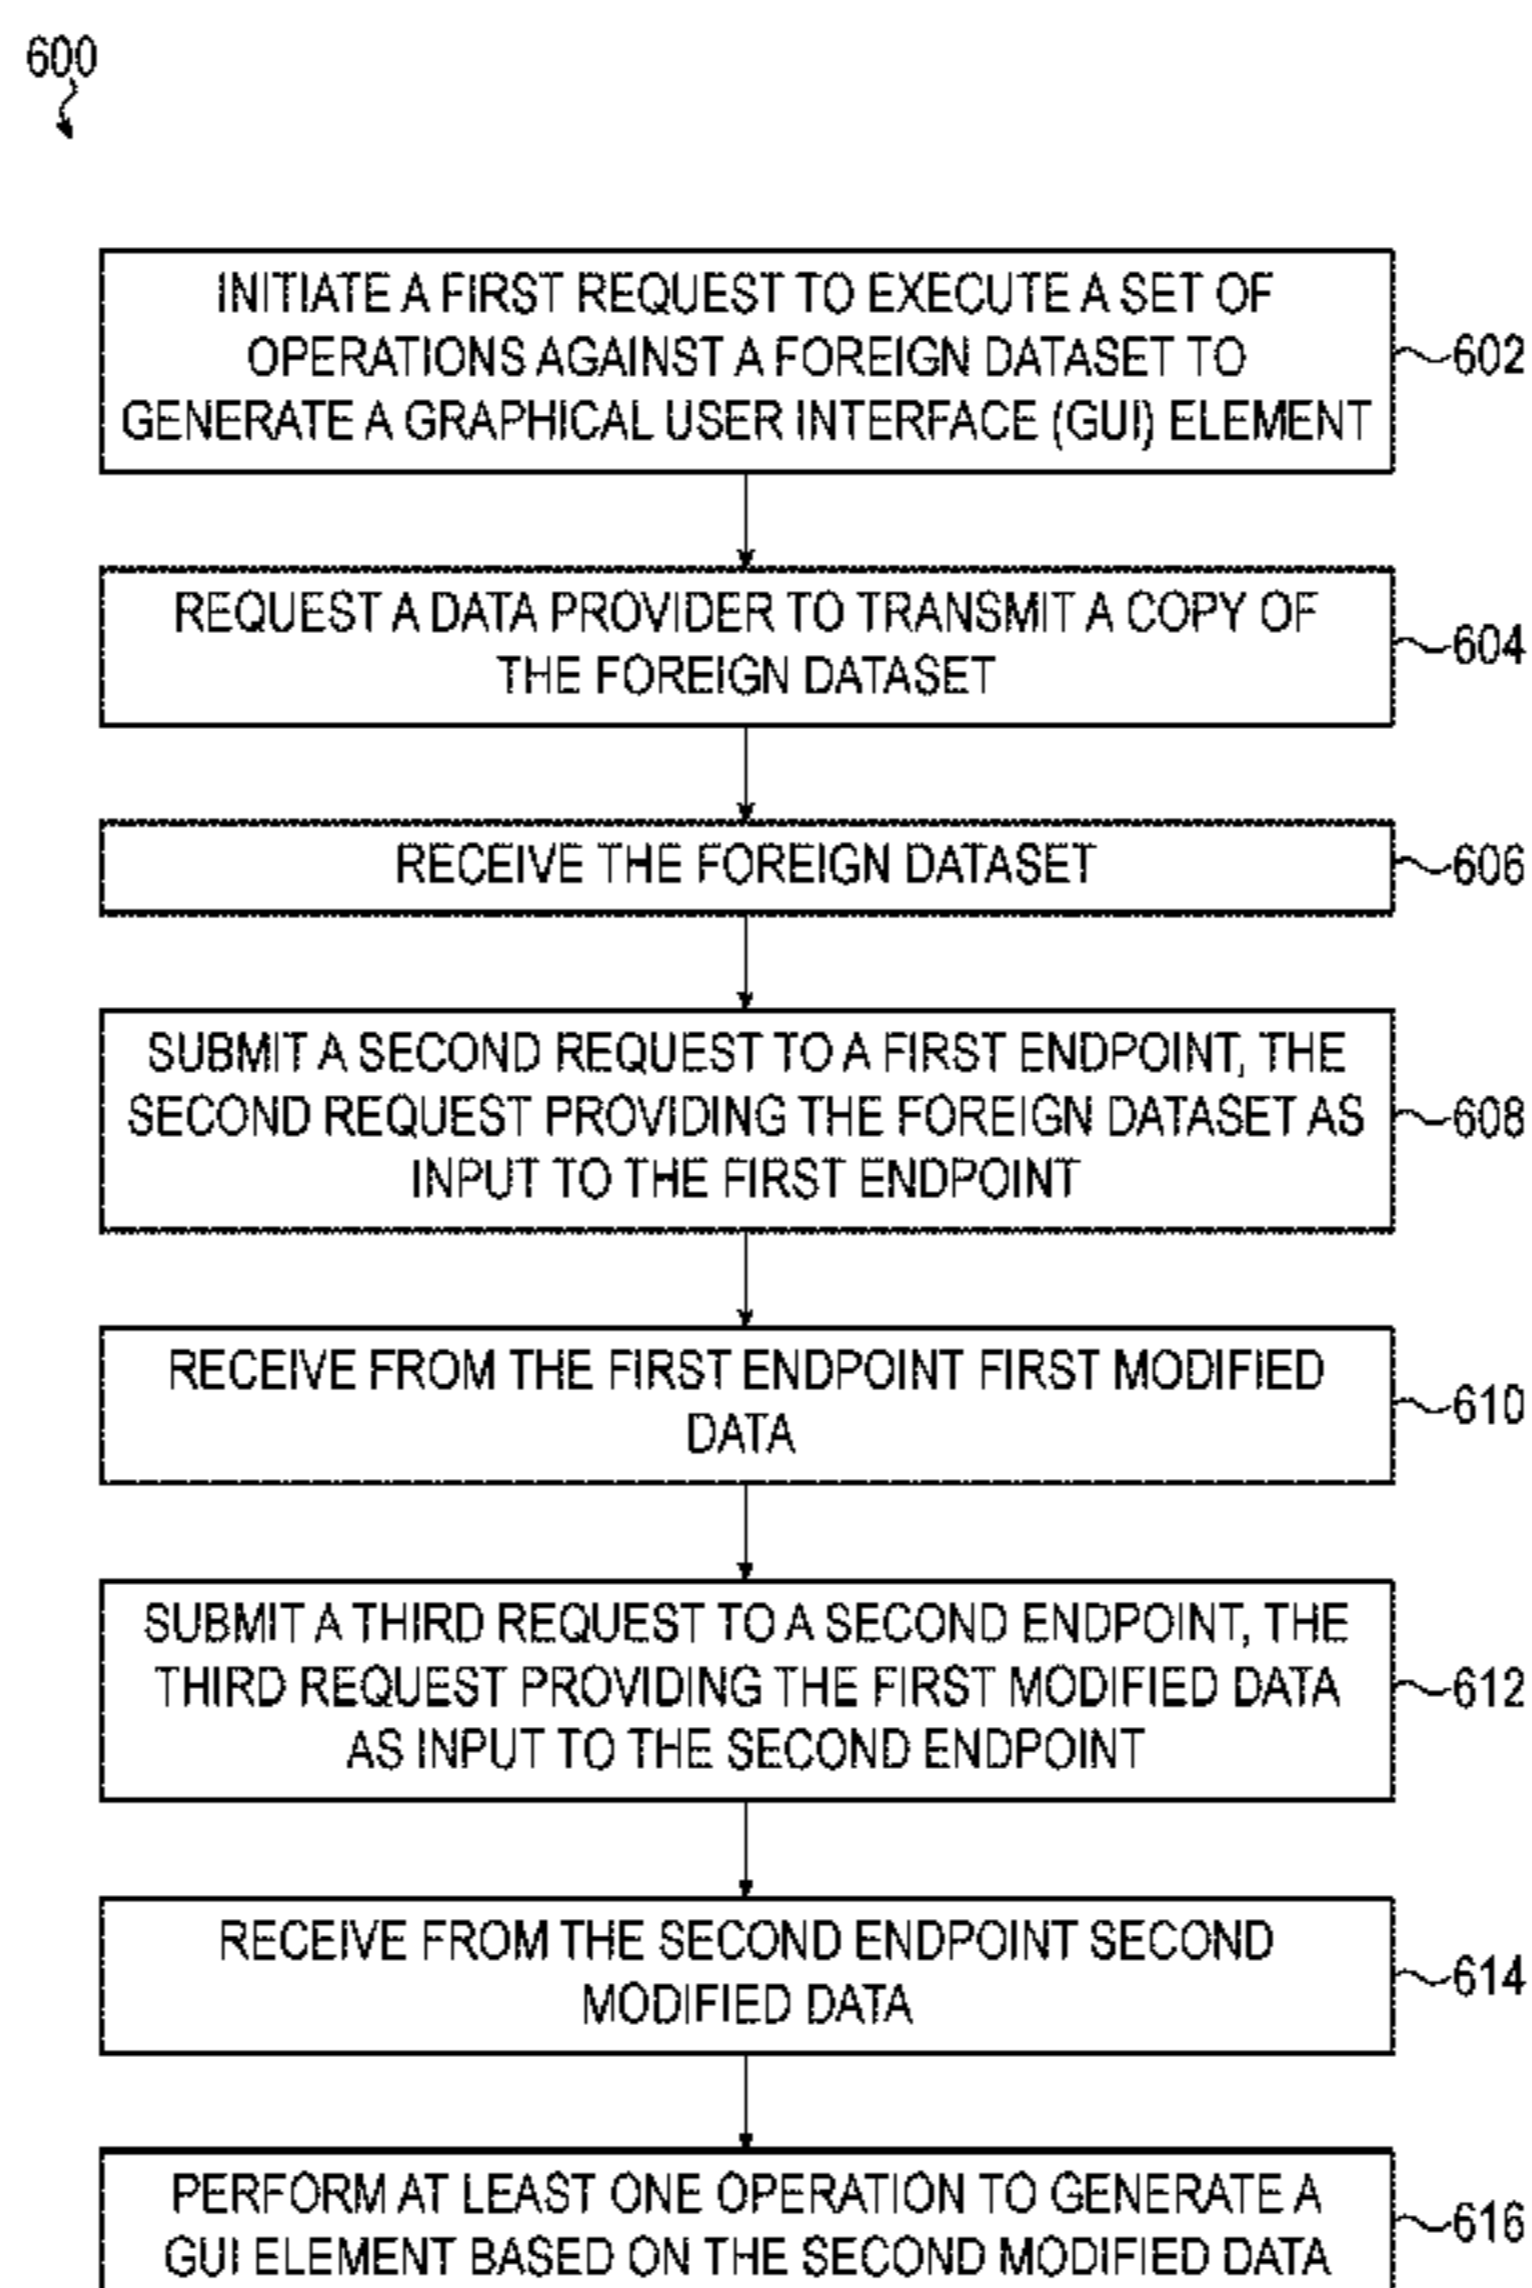 600
INITIATE A FIRST REQUEST TO EXECUTE A SET OF
OPERATIONS AGAINST A FOREIGN DATASET TO
GENERATE A GRAPHICAL USER INTERFACE (GUI) ELEMENT
602
REQUEST A DATA PROVIDER TO TRANSMIT A COPY OF
THE FOREIGN DATASET
604
RECEIVE THE FOREIGN DATASET
606
SUBMIT A SECOND REQUEST TO A FIRST ENDPOINT, THE
SECOND REQUEST PROVIDING THE FOREIGN DATASET AS
INPUT TO THE FIRST ENDPOINT
608
RECEIVE FROM THE FIRST ENDPOINT FIRST MODIFIED
DATA
610
SUBMIT A THIRD REQUEST TO A SECOND ENDPOINT, THE
THIRD REQUEST PROVIDING THE FIRST MODIFIED DATA
AS INPUT TO THE SECOND ENDPOINT
612
RECEIVE FROM THE SECOND ENDPOINT SECOND
MODIFIED DATA
614
PERFORM AT LEAST ONE OPERATION TO GENERATE A
GUI ELEMENT BASED ON THE SECOND MODIFIED DATA
616